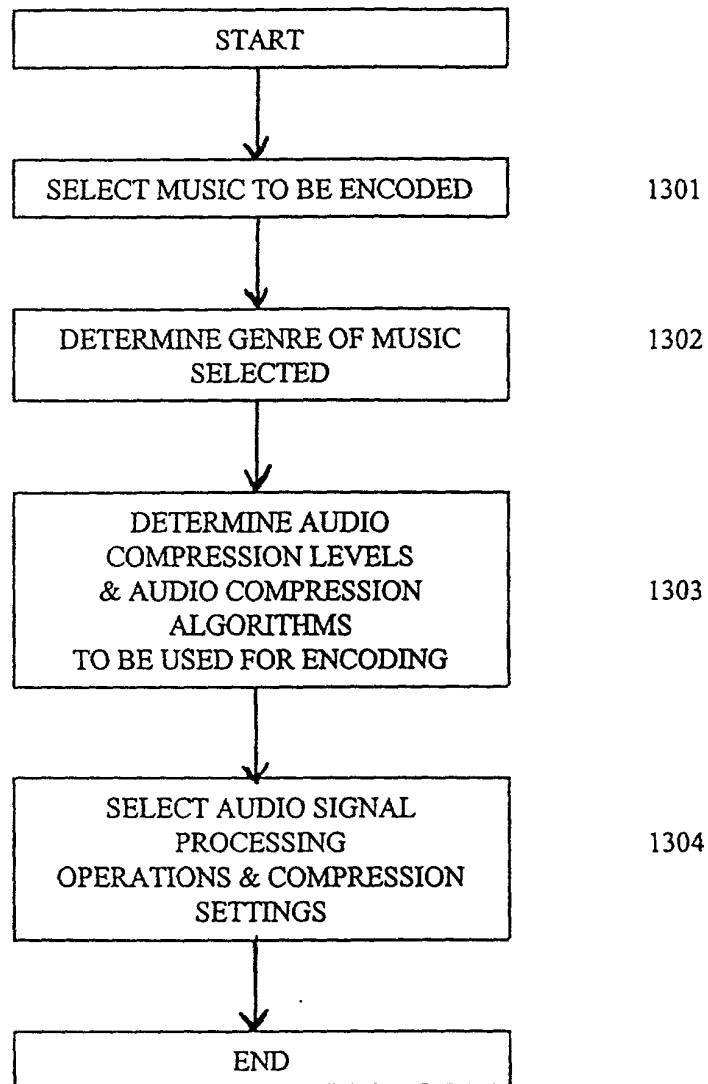 START
SELECT MUSIC TO BE ENCODED 1301
DETERMINE GENRE OF MUSIC 1302
SELECTED
DETERMINE AUDIO
COMPRESSION LEVELS
& AUDIO COMPRESSION 1303
ALGORITHMS
TO BE USED FOR ENCODING
SELECT AUDIO SIGNAL
PROCESSING 1304
OPERATIONS & COMPRESSION
SETTINGS
END